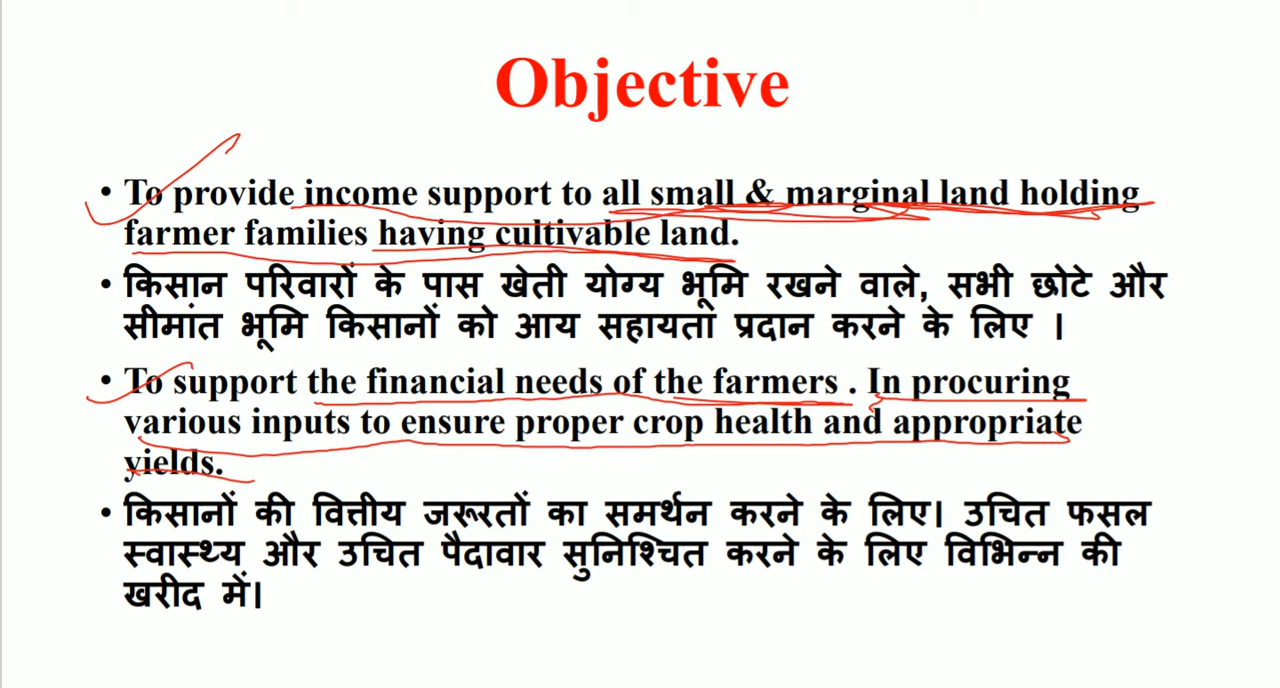 Objective
• To provide income support to all small & marginal land holding
farmer families having cultivable land.
• किसान परिवारों के पास खेती योग्य भूमि रखने वाले, सभी छोटे और
सीमांत भूमि किसानों को आय सहायता प्रदान करने के लिए ।
• To support the financial needs of the farmers . In procuring
various inputs to ensure proper crop health and appropriate
yields.
• किसानों की वित्तीय जरूरतों का समर्थन करने के लिए। उचित फसल
स्वास्थ्य और उचित पैदावार सुनिश्चित करने के लिए विभिन्न की
खरीद में।